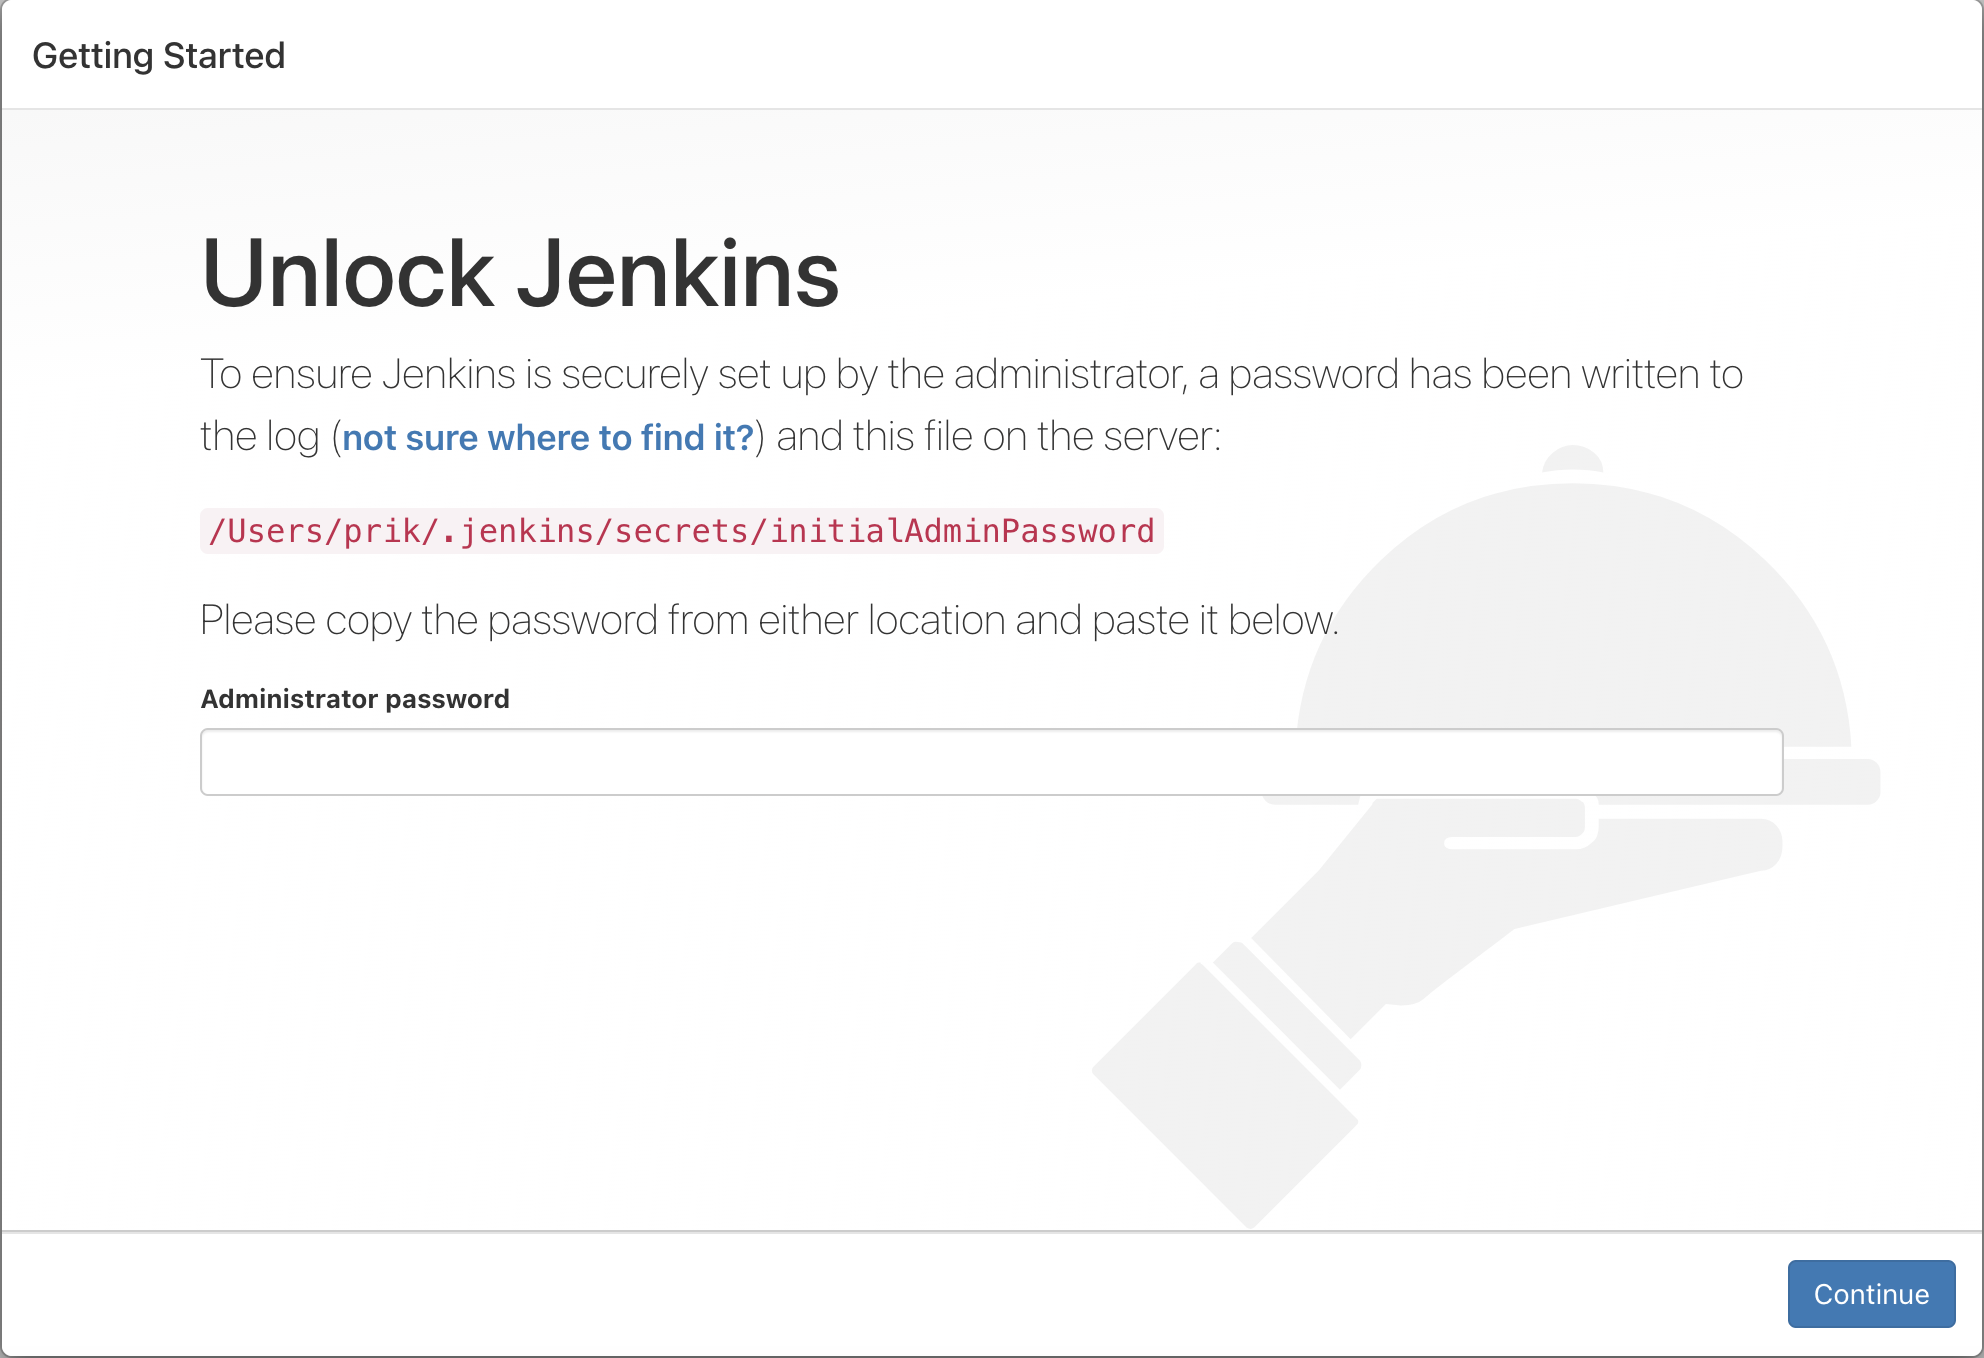 Getting Started
Unlock Jenkins
To ensure Jenkins is securely set up by the administrator, a password has been written to
the log (not sure where to find it?) and this file on the server:
/Users/prik/.jenkins/secrets/initialAdminPassword
Please copy the password from either location and paste it below.
Administrator password
Continue